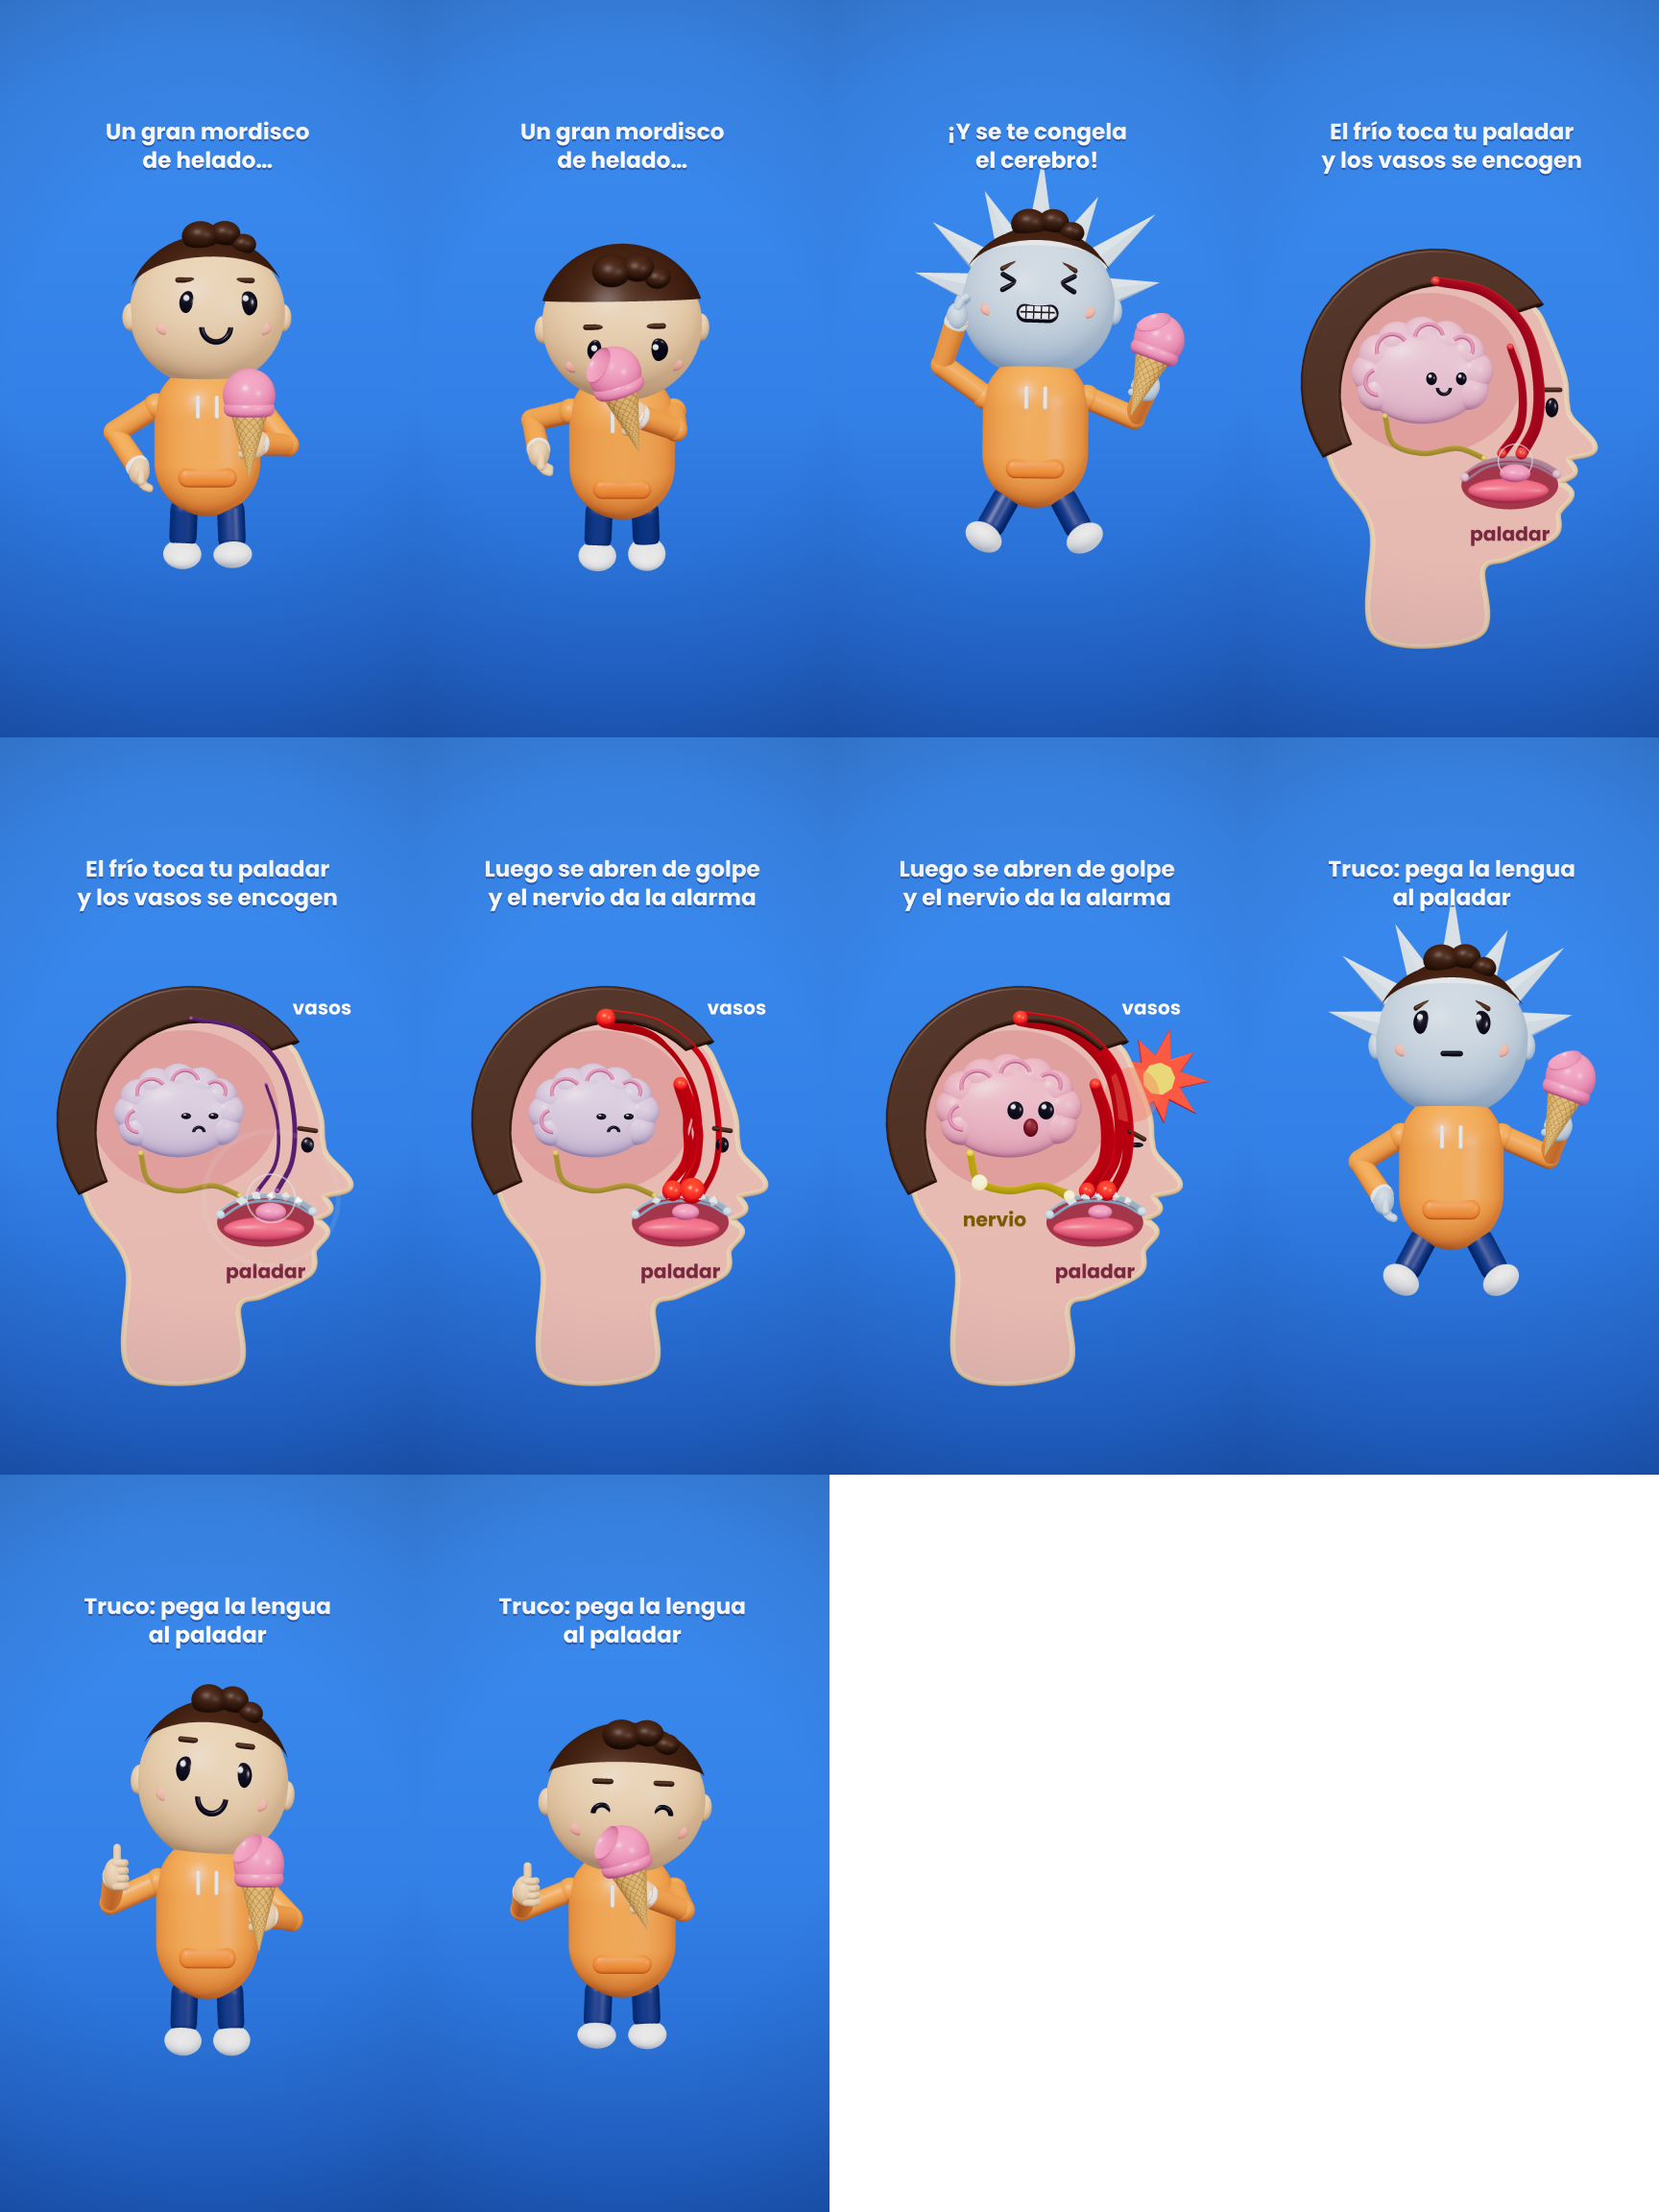 Un gran mordisco
de helado...
Un gran mordisco
de helado...
¡Y se te congela
el cerebro!
El frío toca tu paladar
y los vasos se encogen
paladar
El frío toca tu paladar
y los vasos se encogen
vasos
paladar
Luego se abren de golpe
y el nervio da la alarma
vasos
paladar
Luego se abren de golpe
y el nervio da la alarma
vasos
nervio
paladar
Truco: pega la lengua
al paladar
Truco: pega la lengua
al paladar
Truco: pega la lengua
al paladar